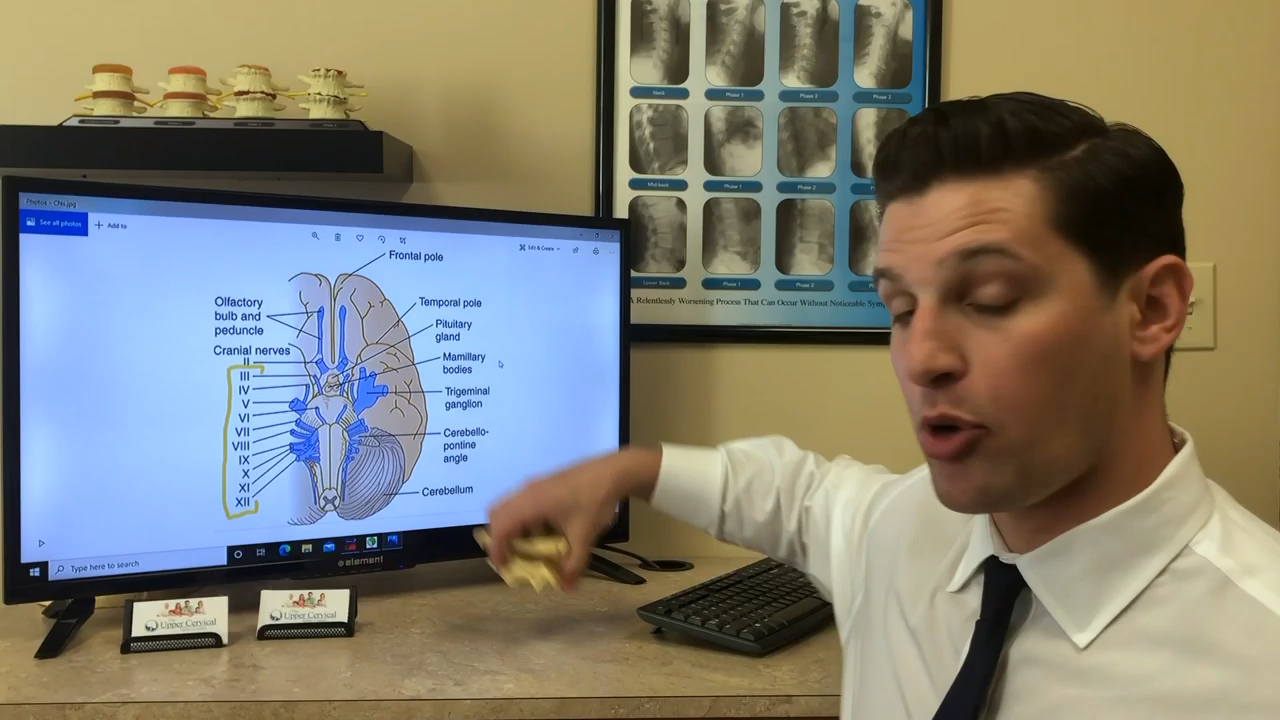 Photos - CNs.jpg
See all photos
+ Add to
Edit & Create
Frontal pole
Olfactory
bulb and
peduncle
Temporal pole
Pituitary
gland
Cranial nerves
II
III
IV
V
VI
VII
VIII
IX
X
XI
XII
Mamillary
bodies
Trigeminal
ganglion
Cerebello-
pontine
angle
Cerebellum
Type here to search
element
Upper Cervical
Upper Cervical
Neck
Phase 1
Phase 2
Phase 3
Mid-back
Phase 1
Phase 2
Lower Back
Phase 1
Phase 2
A Relentlessly Worsening Process That Can Occur Without Noticeable